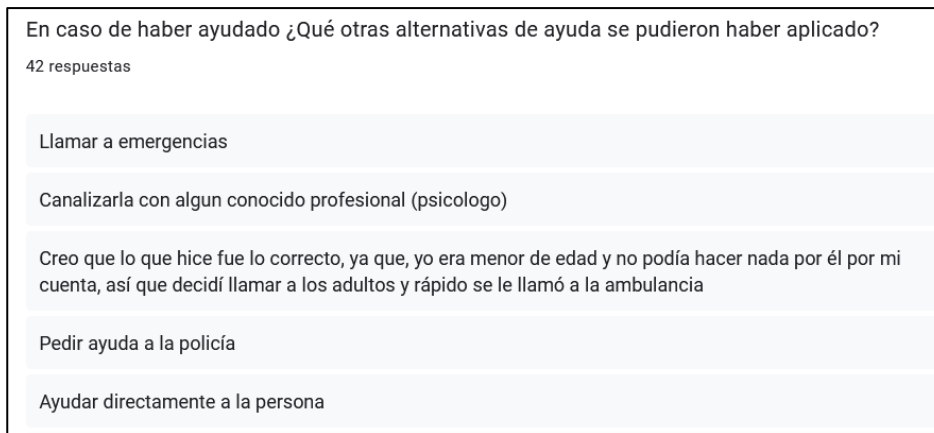 En caso de haber ayudado ¿Qué otras alternativas de ayuda se pudieron haber aplicado?
42 respuestas
Llamar a emergencias
Canalizarla con algun conocido profesional (psicologo)
Creo que lo que hice fue lo correcto, ya que, yo era menor de edad y no podía hacer nada por él por mi
cuenta, así que decidí llamar a los adultos y rápido se le llamó a la ambulancia
Pedir ayuda a la policía
Ayudar directamente a la persona